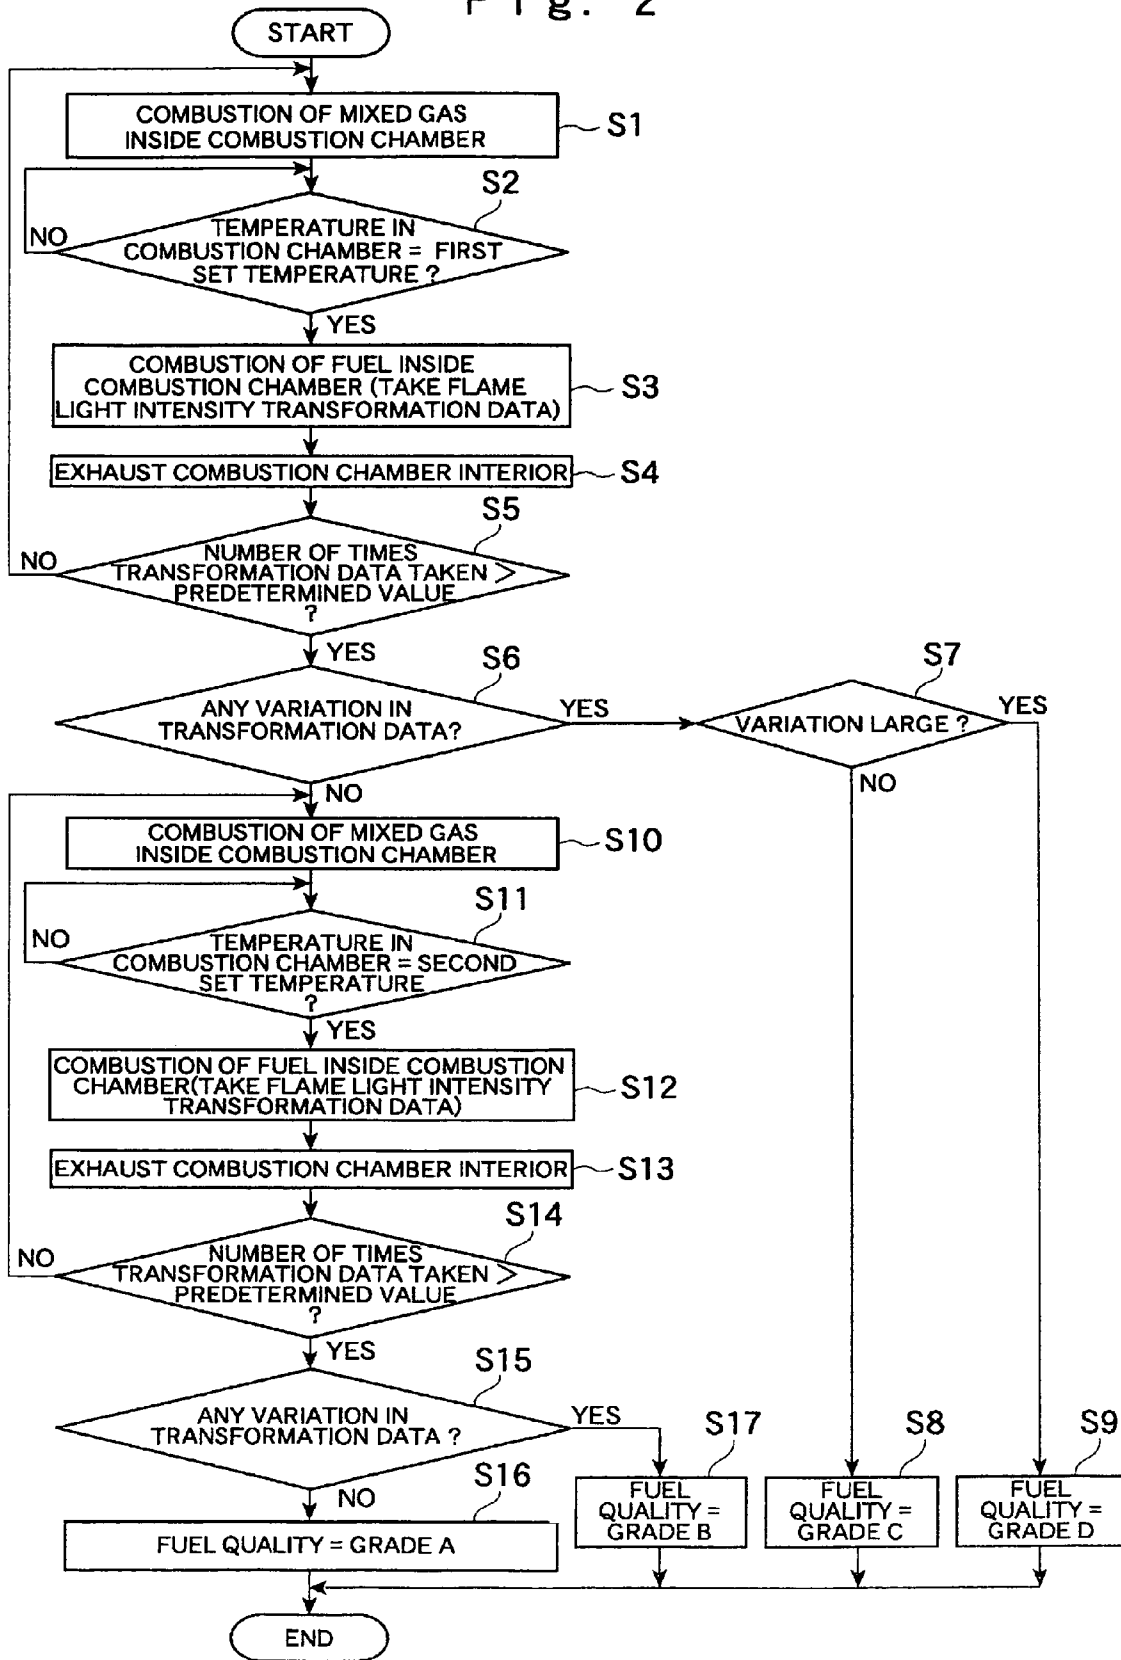 Fig. 2
START
COMBUSTION OF MIXED GAS
INSIDE COMBUSTION CHAMBER
S1
S2
NO
TEMPERATURE IN
COMBUSTION CHAMBER = FIRST
SET TEMPERATURE ?
YES
COMBUSTION OF FUEL INSIDE
COMBUSTION CHAMBER (TAKE FLAME
LIGHT INTENSITY TRANSFORMATION DATA)
S3
EXHAUST COMBUSTION CHAMBER INTERIOR
S4
S5
NO
NUMBER OF TIMES
TRANSFORMATION DATA TAKEN >
PREDETERMINED VALUE
?
YES
S6
ANY VARIATION IN
TRANSFORMATION DATA?
YES
S7
VARIATION LARGE ?
YES
NO
NO
COMBUSTION OF MIXED GAS
INSIDE COMBUSTION CHAMBER
S10
S11
NO
TEMPERATURE IN
COMBUSTION CHAMBER = SECOND
SET TEMPERATURE
?
YES
COMBUSTION OF FUEL INSIDE COMBUSTION
CHAMBER(TAKE FLAME LIGHT INTENSITY
TRANSFORMATION DATA)
S12
EXHAUST COMBUSTION CHAMBER INTERIOR
S13
S14
NO
NUMBER OF TIMES
TRANSFORMATION DATA TAKEN >
PREDETERMINED VALUE
?
YES
S15
ANY VARIATION IN
TRANSFORMATION DATA ?
YES
NO
S16
FUEL QUALITY = GRADE A
S17
FUEL
QUALITY =
GRADE B
S8
FUEL
QUALITY =
GRADE C
S9
FUEL
QUALITY =
GRADE D
END